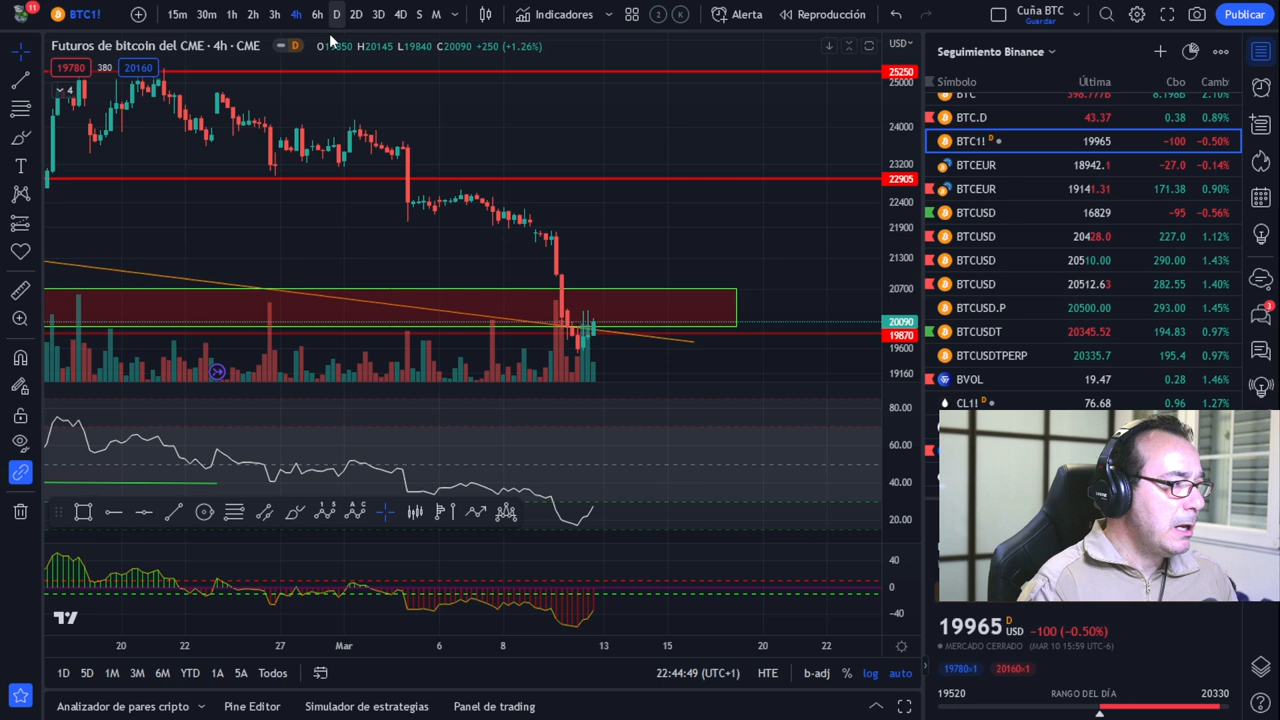 11
BTC1!
15m 30m 1h 2h 3h 4h 6h D 2D 3D 4D S M
Indicadores
2 K
Alerta
Reproducción
Cuña BTC
Guardar
Publicar
Futuros de bitcoin del CME · 4h · CME
D
H20145 L19840 C20090 +250 (+1.26%)
USD
19780 380 20160
4
25250
25000
24000
23200
22905
22400
21900
21300
20700
20090
19870
19600
19160
80.00
60.00
40.00
20.00
40
0
−40
20 22 27 Mar 6 8 13 15 20 22
1D 5D 1M 3M 6M YTD 1A 5A Todos
22:44:49 (UTC+1) HTE b-adj % log auto
Analizador de pares cripto Pine Editor Simulador de estrategias Panel de trading
Seguimiento Binance
Símbolo Última Cbo Camb
BTC 398.777B 8.198B 2.10%
BTC.D 43.37 0.38 0.89%
BTC1! D 19965 −100 −0.50%
BTCEUR 18942.1 −27.0 −0.14%
BTCEUR 19141.31 171.38 0.90%
BTCUSD 16829 −95 −0.56%
BTCUSD 20428.0 227.0 1.12%
BTCUSD 20510.00 290.00 1.43%
BTCUSD 20512.63 282.55 1.40%
BTCUSD.P 20500.00 293.00 1.45%
BTCUSDT 20345.52 194.83 0.97%
BTCUSDTPERP 20335.7 195.4 0.97%
BVOL 19.47 0.28 1.46%
CL1! D 76.68 0.96 1.27%
3
19965 D USD −100 (−0.50%)
MERCADO CERRADO (MAR 10 15:59 UTC-6)
19780×1 20160×1
19520 RANGO DEL DÍA 20330